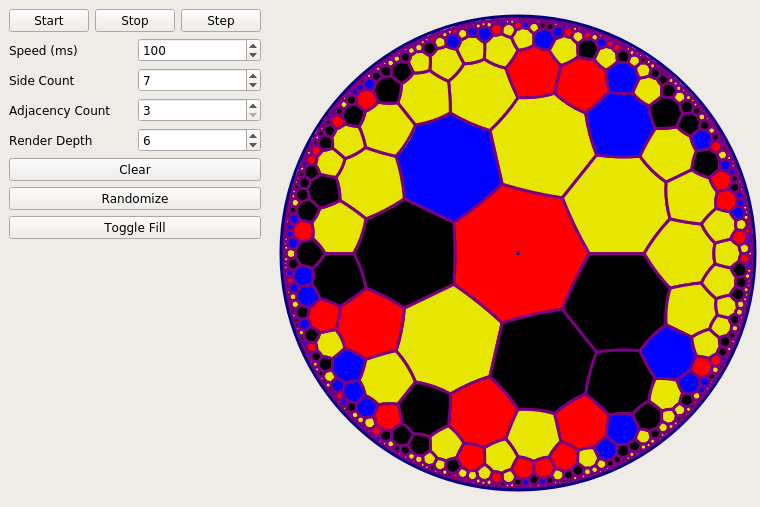 Start Stop Step
Speed (ms) 100
Side Count 7
Adjacency Count 3
Render Depth 6
Clear
Randomize
Toggle Fill